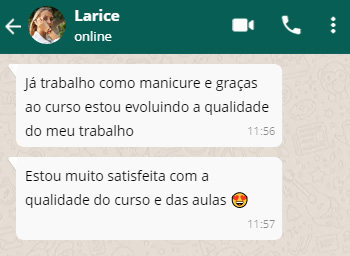 Larice
online
Já trabalho como manicure e graças
ao curso estou evoluindo a qualidade
do meu trabalho
11:56
Estou muito satisfeita com a
qualidade do curso e das aulas 🤩
11:57